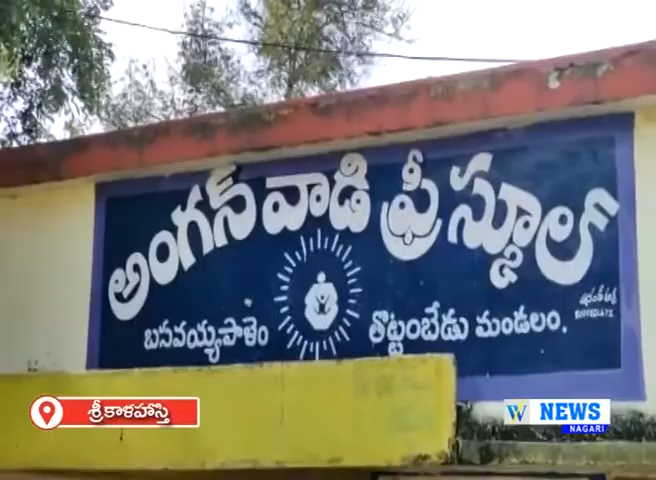 అంగన్‌వాడి ఫ్రీ స్కూల్
బసవయ్యపాళెం తొట్టంబేడు మండలం.
శ్రీకాళహస్తి
W NEWS
NAGARI